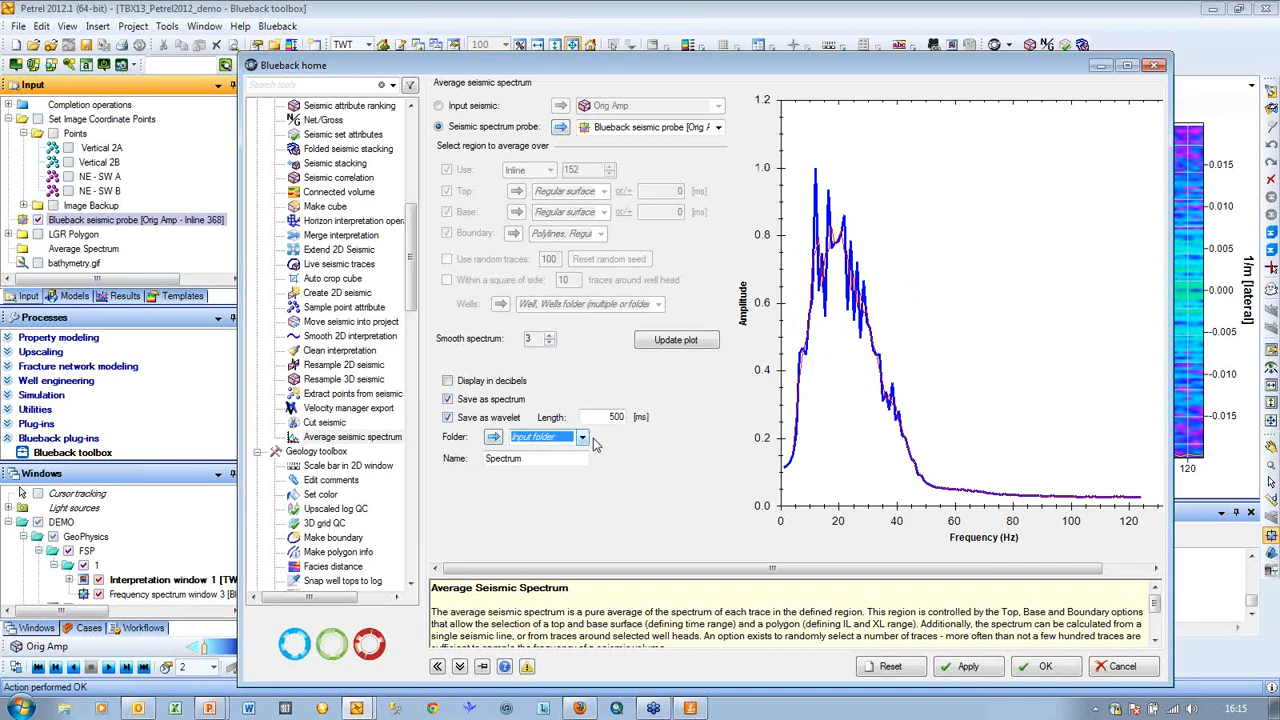 Petrel 2012.1 (64-bit) - [TBX13_Petrel2012_demo - Blueback toolbox]
File Edit View Insert Project Tools Window Help Blueback
TWT 100
Input
Completion operations
Set Image Coordinate Points
Points
Vertical 2A
Vertical 2B
NE - SW A
NE - SW B
Image Backup
Blueback seismic probe [Orig Amp - Inline 368]
LGR Polygon
Average Spectrum
bathymetry.gif
Input Models Results Templates
Processes
Property modeling
Upscaling
Fracture network modeling
Well engineering
Simulation
Utilities
Plug-ins
Blueback plug-ins
Blueback toolbox
Windows
Cursor tracking
Light sources
DEMO
GeoPhysics
FSP
1
Interpretation window 1 [TW
Frequency spectrum window 3 [B
Windows Cases Workflows
Orig Amp
2
Action performed OK
Blueback home
Search tools
Seismic attribute ranking
Net/Gross
Seismic set attributes
Folded seismic stacking
Seismic stacking
Seismic correlation
Connected volume
Make cube
Horizon interpretation oper
Merge interpretation
Extend 2D Seismic
Live seismic traces
Auto crop cube
Create 2D seismic
Sample point attribute
Move seismic into project
Smooth 2D interpretation
Clean interpretation
Resample 2D seismic
Resample 3D seismic
Extract points from seismic
Velocity manager export
Cut seismic
Average seismic spectrum
Geology toolbox
Scale bar in 2D window
Edit comments
Set color
Upscaled log QC
3D grid QC
Make boundary
Make polygon info
Facies distance
Snap well tops to log
Average seismic spectrum
Input seismic: Orig Amp
Seismic spectrum probe: Blueback seismic probe [Orig A
Select region to average over
Use: Inline 152
Top: Regular surface or/+ 0 [ms]
Base: Regular surface or/+ 0 [ms]
Boundary: Polylines, Regul
Use random traces: 100 Reset random seed
Within a square of side: 10 traces around well head
Wells: Well, Wells folder (multiple or folder
Smooth spectrum: 3 Update plot
Display in decibels
Save as spectrum
Save as wavelet Length: 500 [ms]
Folder: Input folder
Name: Spectrum
1.2
1.0
0.8
0.6
0.4
0.2
0.0
Amplitude
0 20 40 60 80 100 120
Frequency (Hz)
Average Seismic Spectrum
The average seismic spectrum is a pure average of the spectrum of each trace in the defined region. This region is controlled by the Top, Base and Boundary options
that allow the selection of a top and base surface (defining time range) and a polygon (defining IL and XL range). Additionally, the spectrum can be calculated from a
single seismic line, or from traces around selected well heads. An option exists to randomly select a number of traces - more often than not a few hundred traces are
Reset Apply OK Cancel
0.015
0.005
0.000
-0.005
-0.015
1/m [lateral]
120
16:15